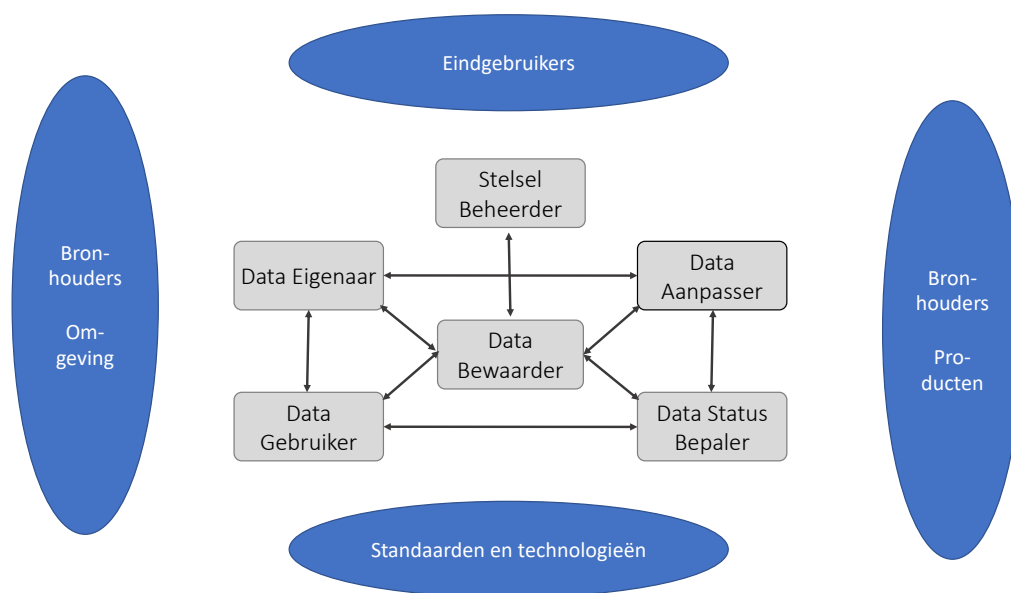 Eindgebruikers
Stelsel
Beheerder
Bron-
houders
Om-
geving
Data Eigenaar
Data
Aanpasser
Data
Bewaarder
Data
Gebruiker
Data Status
Bepaler
Bron-
houders
Pro-
ducten
Standaarden en technologieën